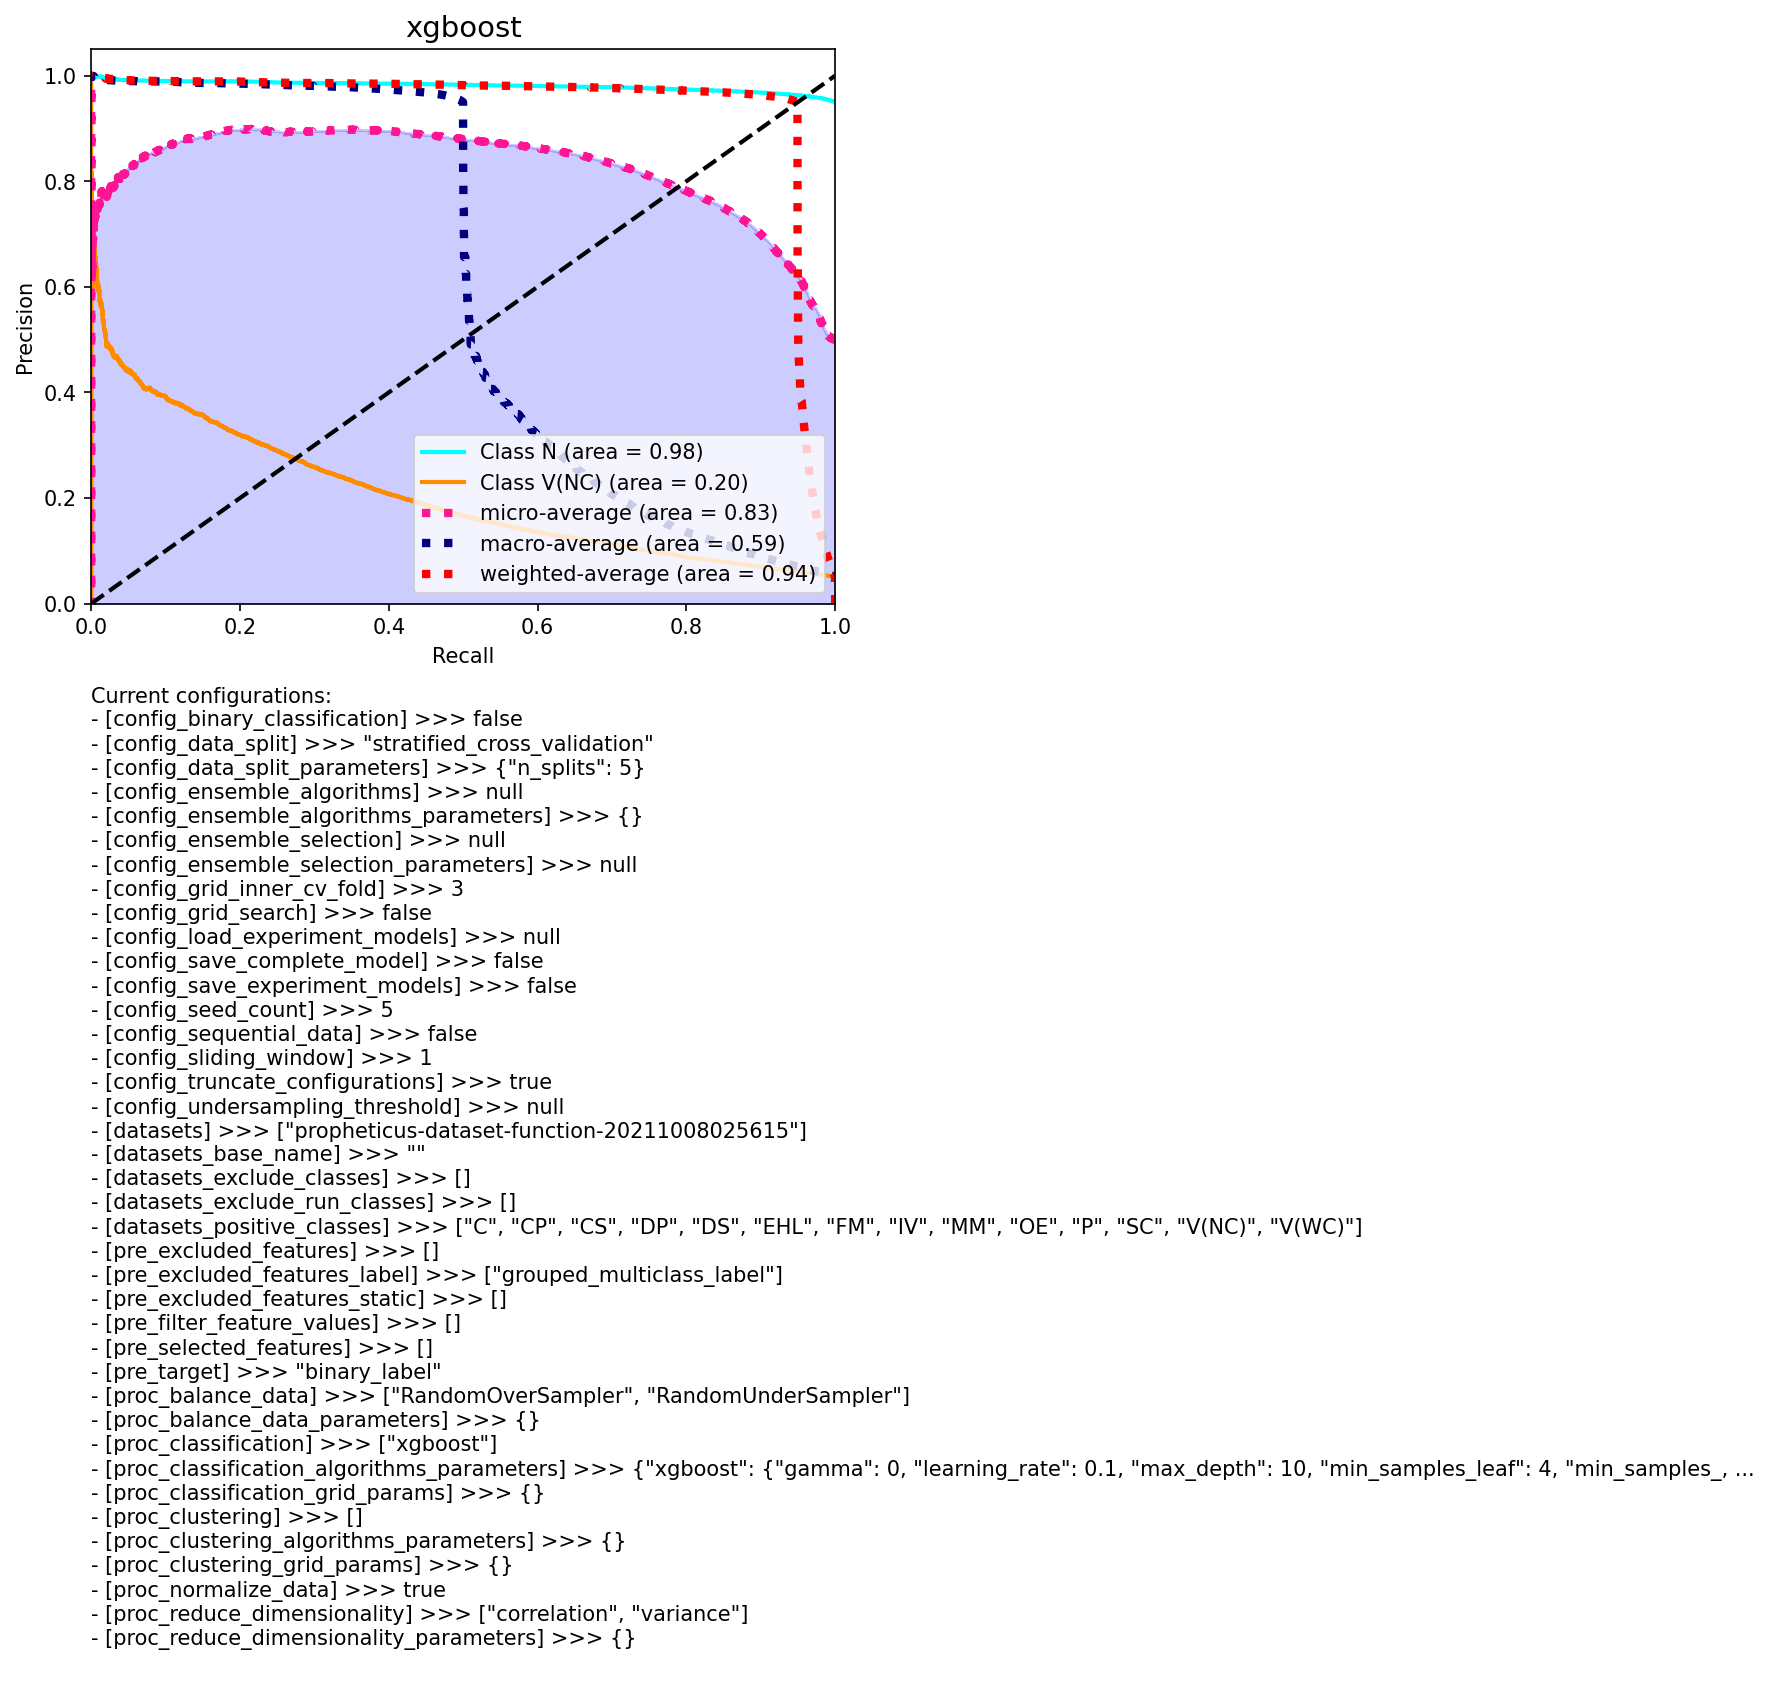 xgboost
1.0
0.8
0.6
0.4
0.2
0.0
Precision
Class N (area = 0.98)
Class V(NC) (area = 0.20)
micro-average (area = 0.83)
macro-average (area = 0.59)
weighted-average (area = 0.94)
0.0 0.2 0.4 0.6 0.8 1.0
Recall
Current configurations:
- [config_binary_classification] >>> false
- [config_data_split] >>> "stratified_cross_validation"
- [config_data_split_parameters] >>> {"n_splits": 5}
- [config_ensemble_algorithms] >>> null
- [config_ensemble_algorithms_parameters] >>> {}
- [config_ensemble_selection] >>> null
- [config_ensemble_selection_parameters] >>> null
- [config_grid_inner_cv_fold] >>> 3
- [config_grid_search] >>> false
- [config_load_experiment_models] >>> null
- [config_save_complete_model] >>> false
- [config_save_experiment_models] >>> false
- [config_seed_count] >>> 5
- [config_sequential_data] >>> false
- [config_sliding_window] >>> 1
- [config_truncate_configurations] >>> true
- [config_undersampling_threshold] >>> null
- [datasets] >>> ["propheticus-dataset-function-20211008025615"]
- [datasets_base_name] >>> ""
- [datasets_exclude_classes] >>> []
- [datasets_exclude_run_classes] >>> []
- [datasets_positive_classes] >>> ["C", "CP", "CS", "DP", "DS", "EHL", "FM", "IV", "MM", "OE", "P", "SC", "V(NC)", "V(WC)"]
- [pre_excluded_features] >>> []
- [pre_excluded_features_label] >>> ["grouped_multiclass_label"]
- [pre_excluded_features_static] >>> []
- [pre_filter_feature_values] >>> []
- [pre_selected_features] >>> []
- [pre_target] >>> "binary_label"
- [proc_balance_data] >>> ["RandomOverSampler", "RandomUnderSampler"]
- [proc_balance_data_parameters] >>> {}
- [proc_classification] >>> ["xgboost"]
- [proc_classification_algorithms_parameters] >>> {"xgboost": {"gamma": 0, "learning_rate": 0.1, "max_depth": 10, "min_samples_leaf": 4, "min_samples_, ...
- [proc_classification_grid_params] >>> {}
- [proc_clustering] >>> []
- [proc_clustering_algorithms_parameters] >>> {}
- [proc_clustering_grid_params] >>> {}
- [proc_normalize_data] >>> true
- [proc_reduce_dimensionality] >>> ["correlation", "variance"]
- [proc_reduce_dimensionality_parameters] >>> {}